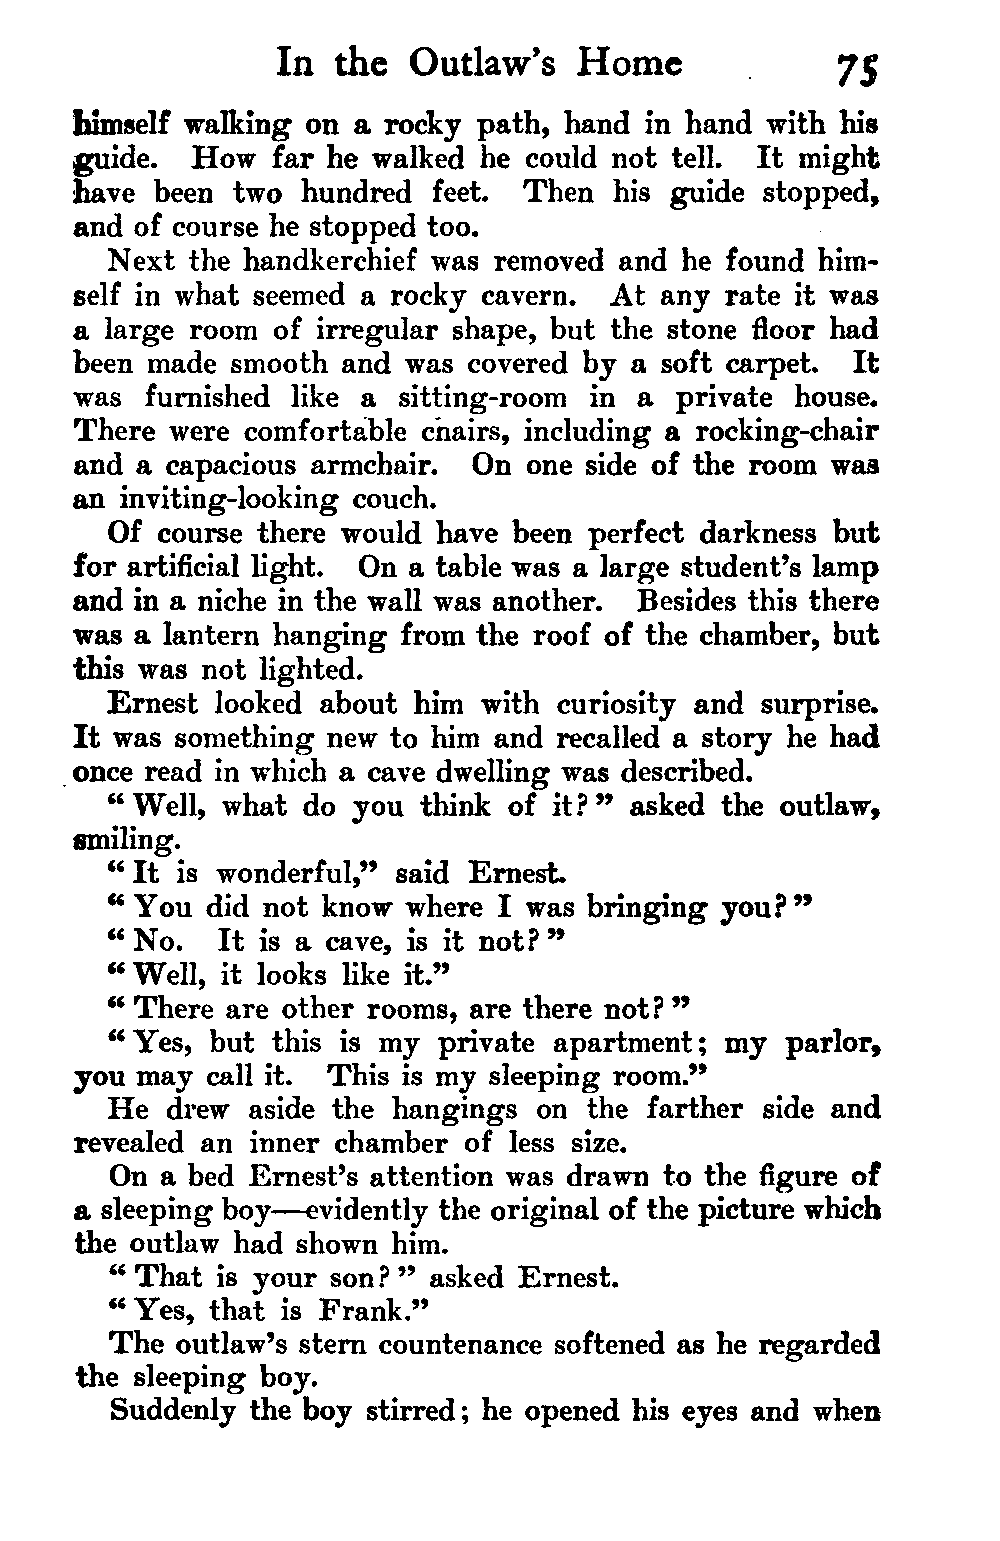 In the Outlaw's Home 75
himself walking on a rocky path, hand in hand with his
guide. How far he walked he could not tell. It might
have been two hundred feet. Then his guide stopped,
and of course he stopped too.
Next the handkerchief was removed and he found him-
self in what seemed a rocky cavern. At any rate it was
a large room of irregular shape, but the stone floor had
been made smooth and was covered by a soft carpet. It
was furnished like a sitting-room in a private house.
There were comfortable chairs, including a rocking-chair
and a capacious armchair. On one side of the room was
an inviting-looking couch.
Of course there would have been perfect darkness but
for artificial light. On a table was a large student's lamp
and in a niche in the wall was another. Besides this there
was a lantern hanging from the roof of the chamber, but
this was not lighted.
Ernest looked about him with curiosity and surprise.
It was something new to him and recalled a story he had
once read in which a cave dwelling was described.
"Well, what do you think of it?" asked the outlaw,
smiling.
"It is wonderful," said Ernest.
"You did not know where I was bringing you?"
"No. It is a cave, is it not?"
"Well, it looks like it."
"There are other rooms, are there not?"
"Yes, but this is my private apartment; my parlor,
you may call it. This is my sleeping room."
He drew aside the hangings on the farther side and
revealed an inner chamber of less size.
On a bed Ernest's attention was drawn to the figure of
a sleeping boy—evidently the original of the picture which
the outlaw had shown him.
"That is your son?" asked Ernest.
"Yes, that is Frank."
The outlaw's stern countenance softened as he regarded
the sleeping boy.
Suddenly the boy stirred; he opened his eyes and when